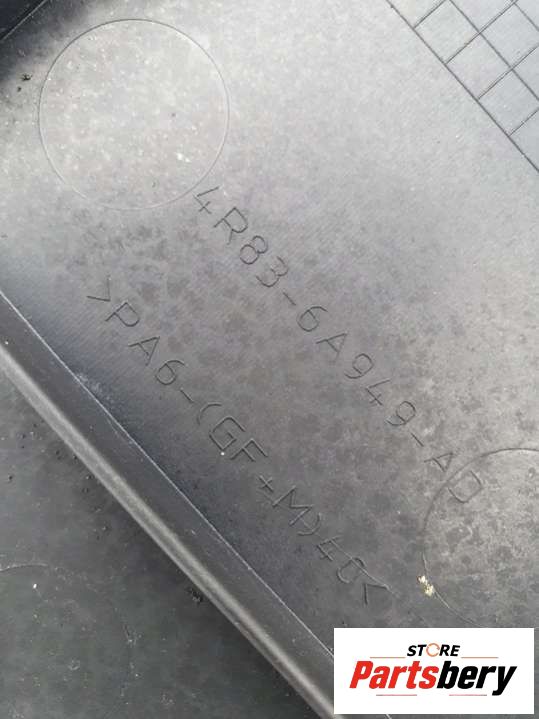 4R83-6A949-AD
>PA6-(GF+M)40<
STORE
Partsbery